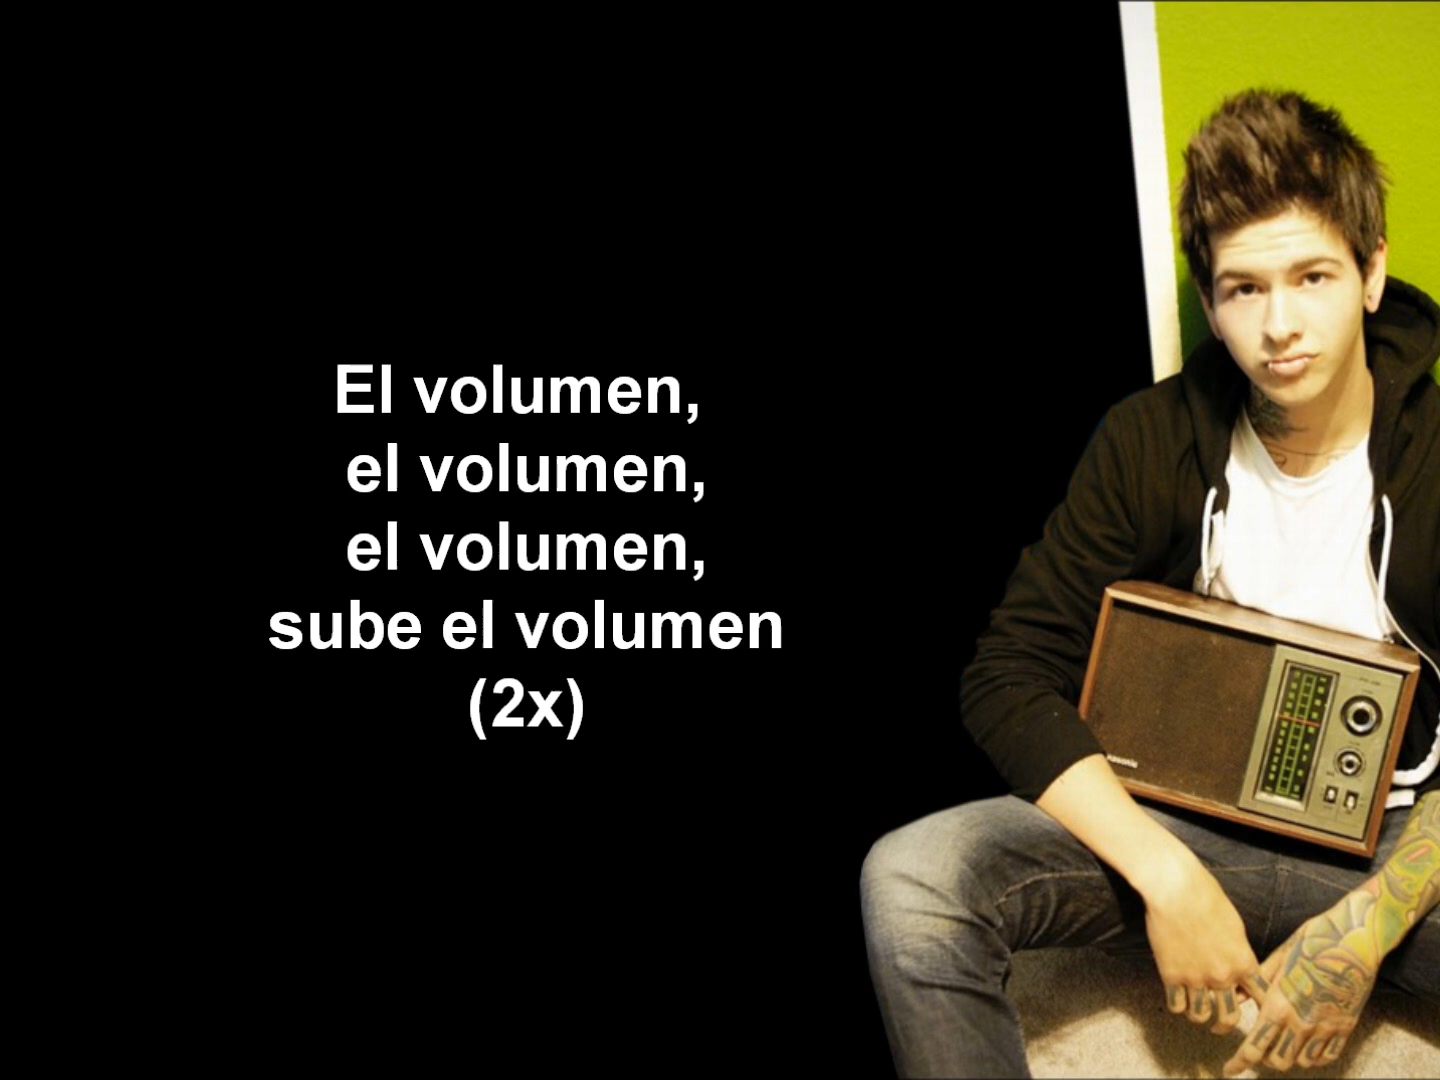 El volumen,
el volumen,
el volumen,
sube el volumen
(2x)